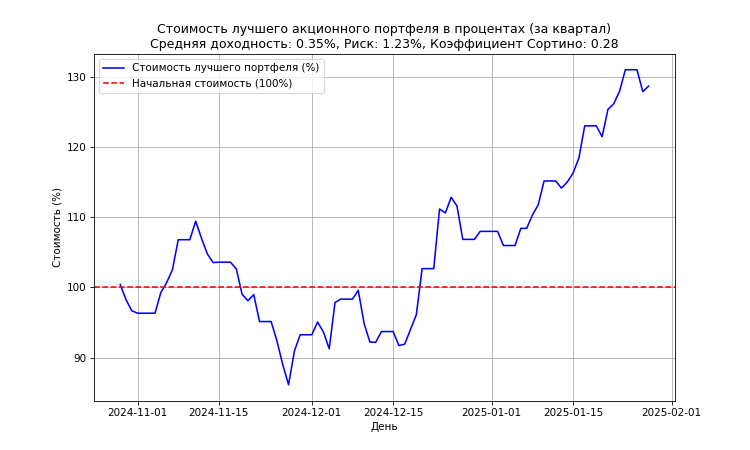 Стоимость лучшего акционного портфеля в процентах (за квартал)
Средняя доходность: 0.35%, Риск: 1.23%, Коэффициент Сортино: 0.28
Стоимость лучшего портфеля (%)
Начальная стоимость (100%)
Стоимость (%)
130
120
110
100
90
2024-11-01 2024-11-15 2024-12-01 2024-12-15 2025-01-01 2025-01-15 2025-02-01
День